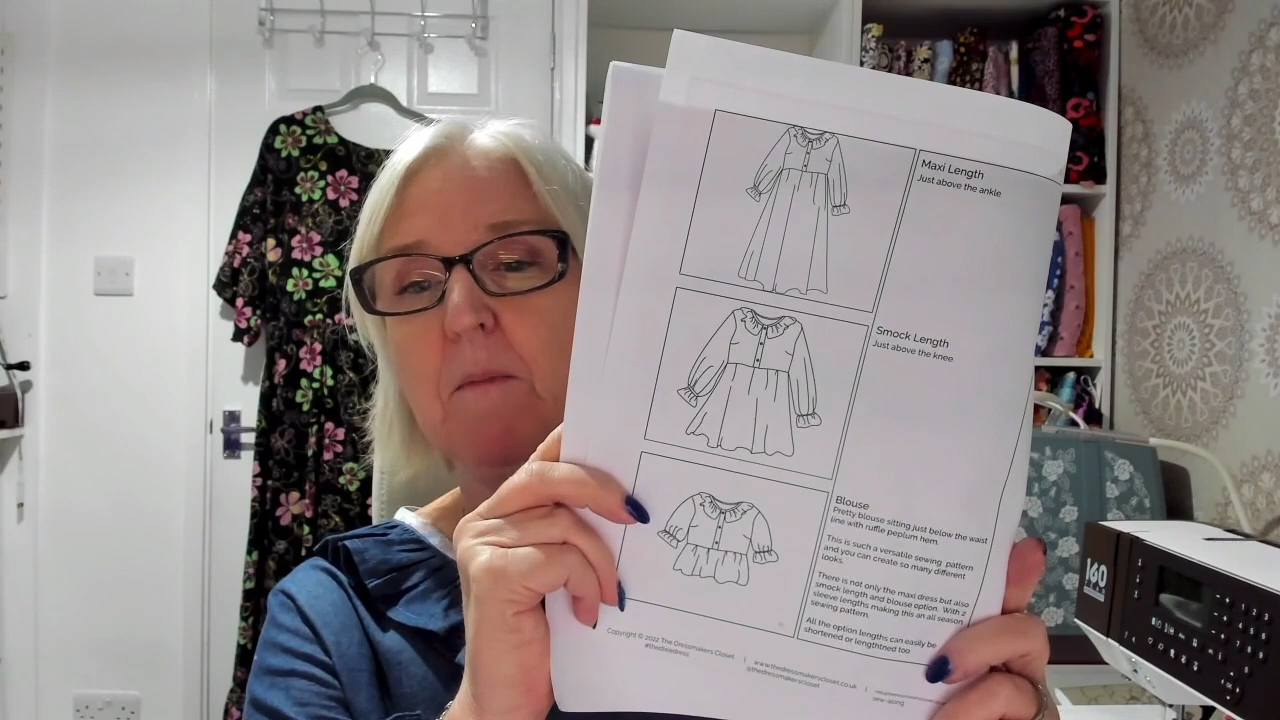 Maxi Length
Just above the ankle
Smock Length
Just above the knee
Blouse
Pretty blouse sitting just below the waist
line with ruffle peplum hem.
This is such a versatile sewing pattern
and you can create so many different
looks.
There is not only the maxi dress but also
smock length and blouse option. With 2
sleeve lengths making this an all season
sewing pattern.
All the option lengths can easily be
shortened or lengthtned too
Copyright © 2022 The Dressmakers Closet | www.thedressmakerscloset.co.uk |
@thedressmakerscloset
sew-along
160